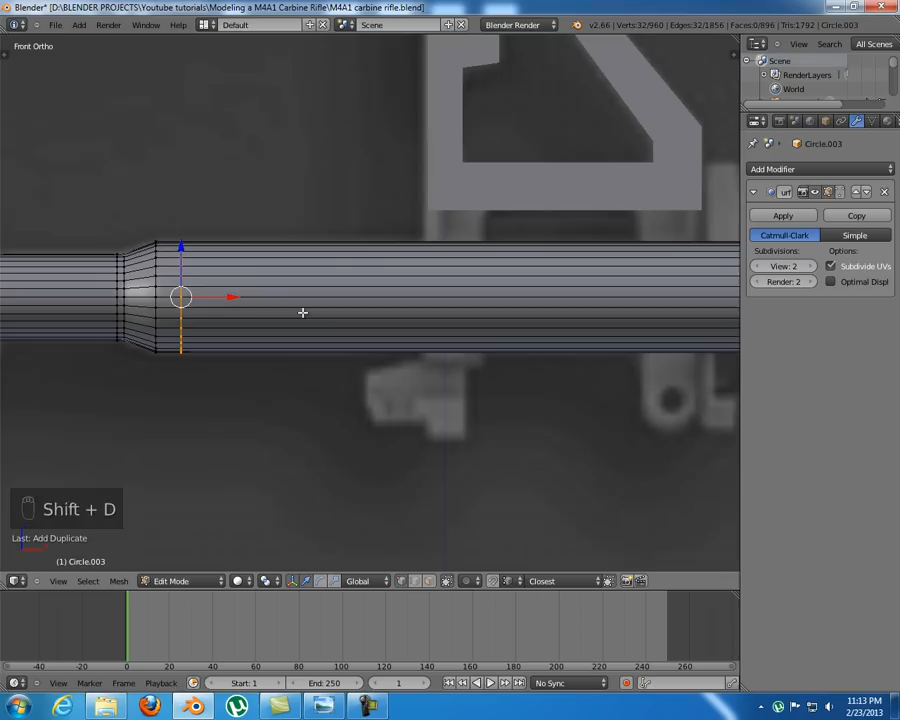 Blender* [D:\BLENDER PROJECTS\Youtube tutorials\Modeling a M4A1 Carbine Rifle\M4A1 carbine rifle.blend]
File Add Render Window Help Default Scene Blender Render v2.66 | Verts:32/960 | Edges:32/1856 | Faces:0/896 | Tris:1792 | Circle.003
Front Ortho
View Search All Scenes
Scene
RenderLayers
World
Circle.003
Add Modifier
urf
Apply Copy
Catmull-Clark Simple
Subdivisions: Options:
View: 2 Subdivide UVs
Render: 2 Optimal Displ
Shift + D
Last: Add Duplicate
(1) Circle.003
View Select Mesh Edit Mode Global Closest
-40 -20 0 20 40 60 80 100 120 140 160 180 200 220 240 260
View Marker Frame Playback Start: 1 End: 250 1 No Sync
11:13 PM
2/23/2013